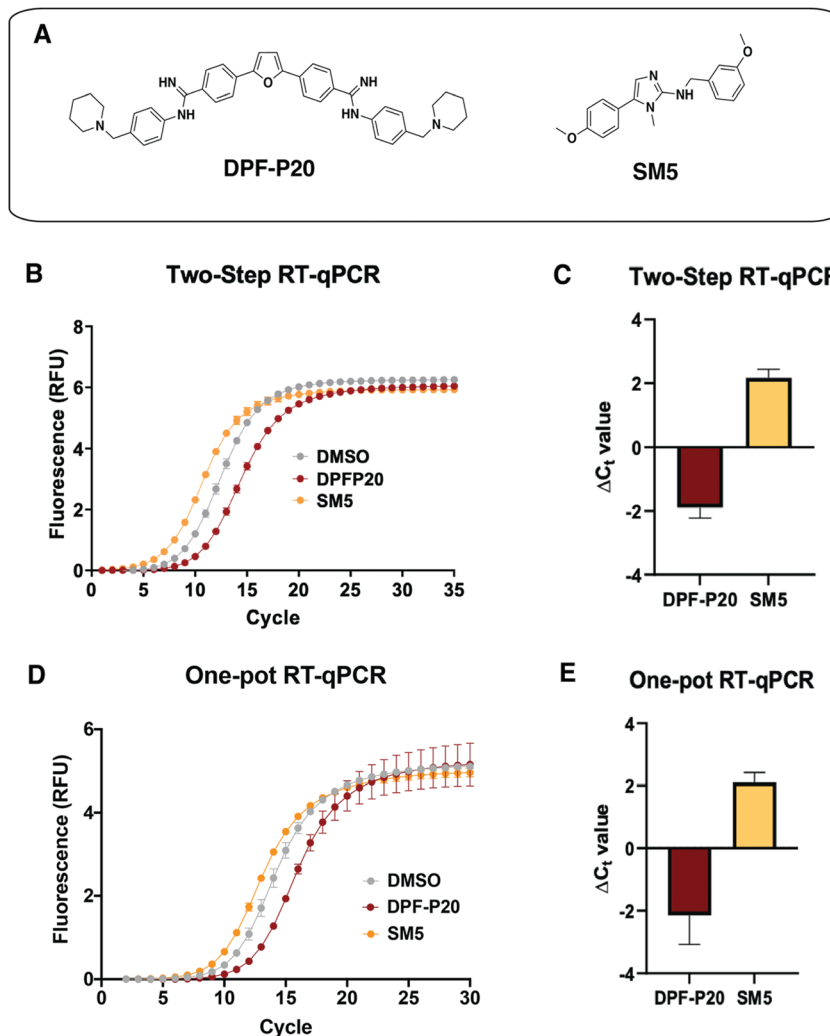 A
NH
O
NH
N
NH
NH
N
DPF-P20
O
N
N
NH
O
SM5
B
Two-Step RT-qPCR
Fluorescence (RFU)
8
6
4
2
0
DMSO
DPFP20
SM5
0 5 10 15 20 25 30 35
Cycle
C
Two-Step RT-qPCR
ΔCt value
4
2
0
-2
-4
DPF-P20 SM5
D
One-pot RT-qPCR
Fluorescence (RFU)
6
4
2
0
DMSO
DPF-P20
SM5
0 5 10 15 20 25 30
Cycle
E
One-pot RT-qPCR
ΔCt value
4
2
0
-2
-4
DPF-P20 SM5